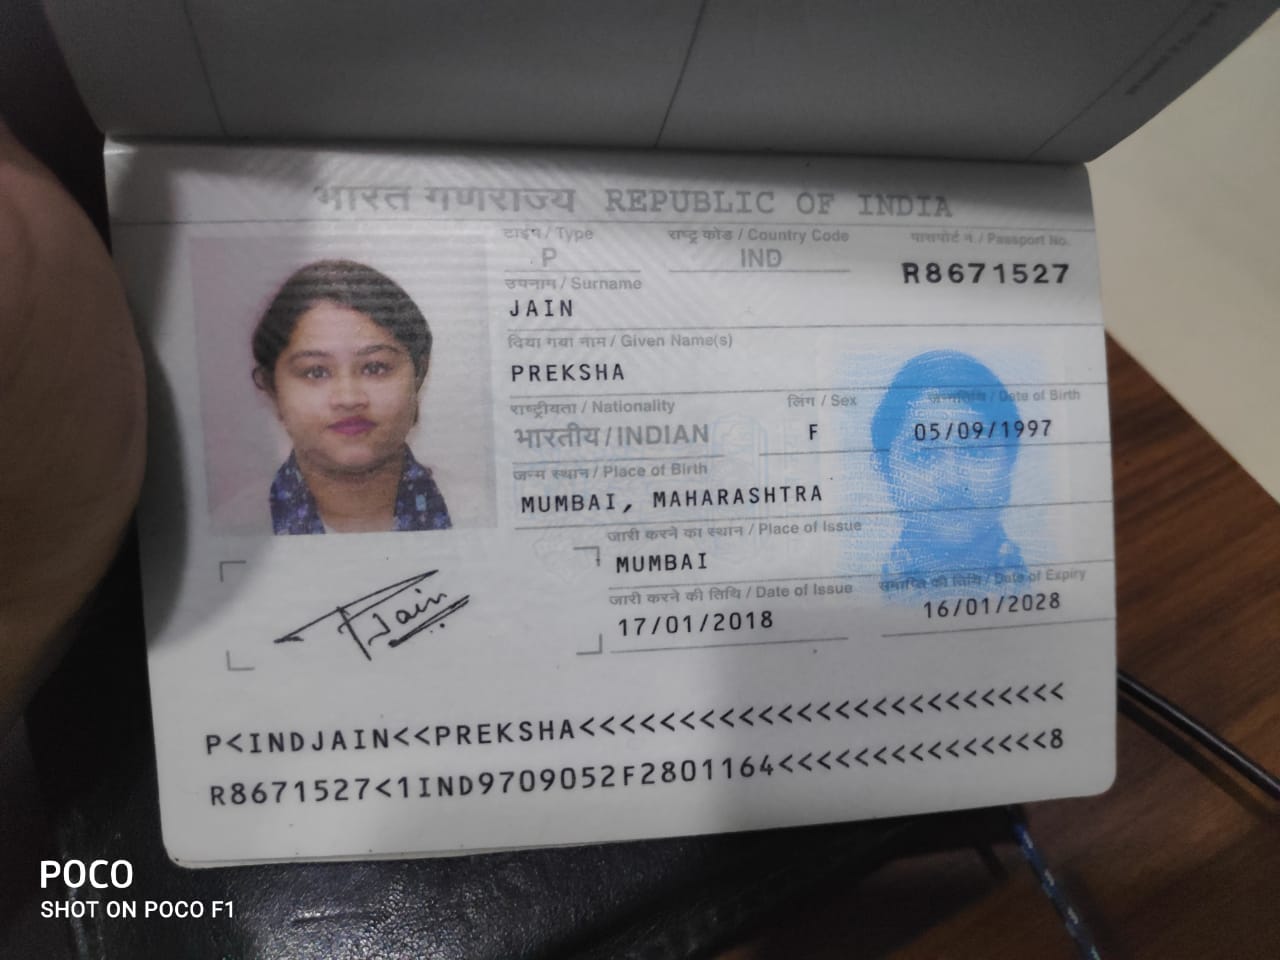 भारत गणराज्य REPUBLIC OF INDIA
टाईप / Type राष्ट्र कोड / Country Code पासपोर्ट न. / Passport No.
P IND R8671527
उपनाम / Surname
JAIN
दिया गया नाम / Given Name(s)
PREKSHA
राष्ट्रीयता / Nationality लिंग / Sex जन्मतिथि / Date of Birth
भारतीय / INDIAN F 05/09/1997
जन्म स्थान / Place of Birth
MUMBAI, MAHARASHTRA
जारी करने का स्थान / Place of Issue
MUMBAI
जारी करने की तिथि / Date of Issue समाप्ति की तिथि / Date of Expiry
17/01/2018 16/01/2028
P.Jain
P<INDJAIN<<PREKSHA<<<<<<<<<<<<<<<<<<<<<<<<<<
R8671527<1IND9709052F2801164<<<<<<<<<<<<<<<8
POCO
SHOT ON POCO F1